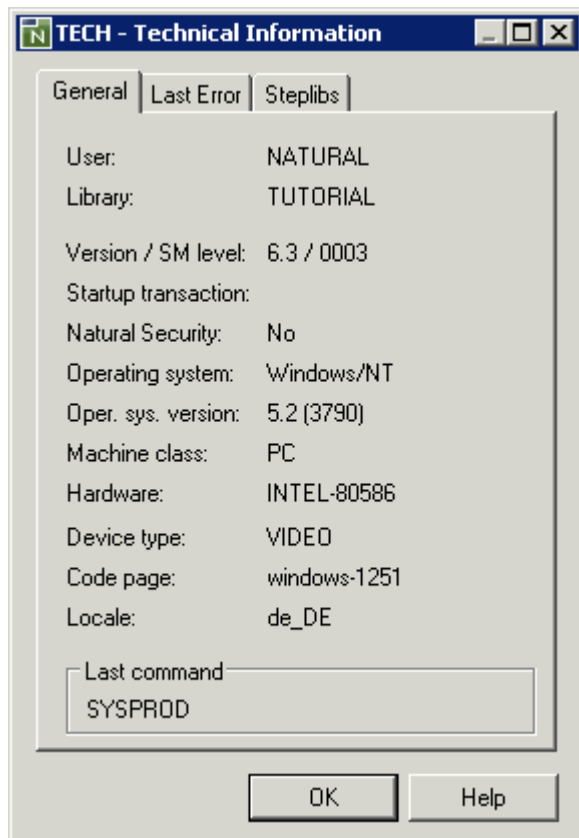 TECH - Technical Information
General Last Error Steplibs
User: NATURAL
Library: TUTORIAL
Version / SM level: 6.3 / 0003
Startup transaction:
Natural Security: No
Operating system: Windows/NT
Oper. sys. version: 5.2 (3790)
Machine class: PC
Hardware: INTEL-80586
Device type: VIDEO
Code page: windows-1251
Locale: de_DE
Last command
SYSPROD
OK Help